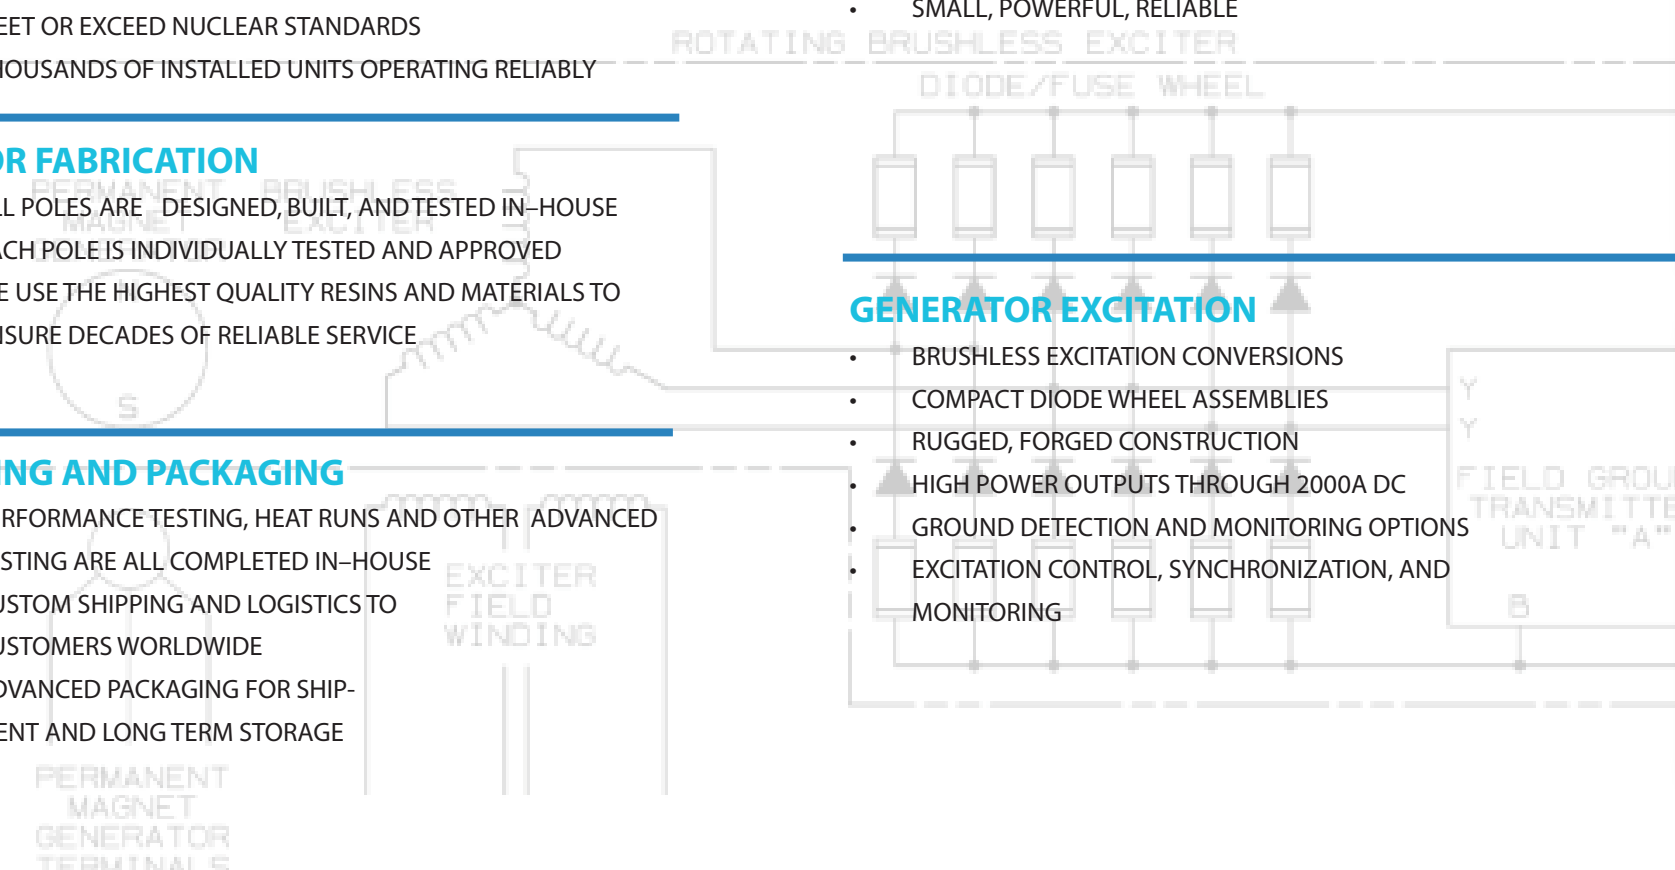 EET OR EXCEED NUCLEAR STANDARDS
HOUSANDS OF INSTALLED UNITS OPERATING RELIABLY
OR FABRICATION
LL POLES ARE DESIGNED, BUILT, AND TESTED IN–HOUSE
ACH POLE IS INDIVIDUALLY TESTED AND APPROVED
E USE THE HIGHEST QUALITY RESINS AND MATERIALS TO
NSURE DECADES OF RELIABLE SERVICE
ING AND PACKAGING
ERFORMANCE TESTING, HEAT RUNS AND OTHER ADVANCED
STING ARE ALL COMPLETED IN–HOUSE
USTOM SHIPPING AND LOGISTICS TO
USTOMERS WORLDWIDE
DVANCED PACKAGING FOR SHIP-
ENT AND LONG TERM STORAGE
• SMALL, POWERFUL, RELIABLE
GENERATOR EXCITATION
• BRUSHLESS EXCITATION CONVERSIONS
• COMPACT DIODE WHEEL ASSEMBLIES
• RUGGED, FORGED CONSTRUCTION
• HIGH POWER OUTPUTS THROUGH 2000A DC
• GROUND DETECTION AND MONITORING OPTIONS
• EXCITATION CONTROL, SYNCHRONIZATION, AND
MONITORING
ROTATING BRUSHLESS EXCITER
DIODE/FUSE WHEEL
PERMANENT
MAGNET
GENERATOR
BRUSHLESS
EXCITER
N
S
EXCITER
FIELD
WINDING
PERMANENT
MAGNET
GENERATOR
TERMINALS
Y
Y
FIELD GROU
TRANSMITTE
UNIT "A"
B